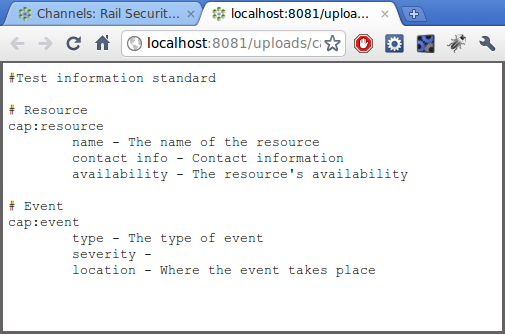 Channels: Rail Securit...
localhost:8081/uploa...
localhost:8081/uploads/ca
#Test information standard
# Resource
cap:resource
name - The name of the resource
contact info - Contact information
availability - The resource's availability
# Event
cap:event
type - The type of event
severity -
location - Where the event takes place